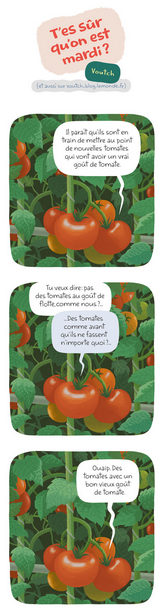 T'es sûr
qu'on est
mardi?
Voutch
(et aussi sur voutch.blog.lemonde.fr)
Il paraît qu'ils sont en
train de mettre au point
de nouvelles tomates
qui vont avoir un vrai
goût de tomate.
Tu veux dire: pas
des tomates au goût de
flotte, comme nous ?..
..Des tomates
comme avant
qu'ils ne fassent
n'importe quoi ?..
Ouaip. Des
tomates avec un
bon vieux goût
de tomate.